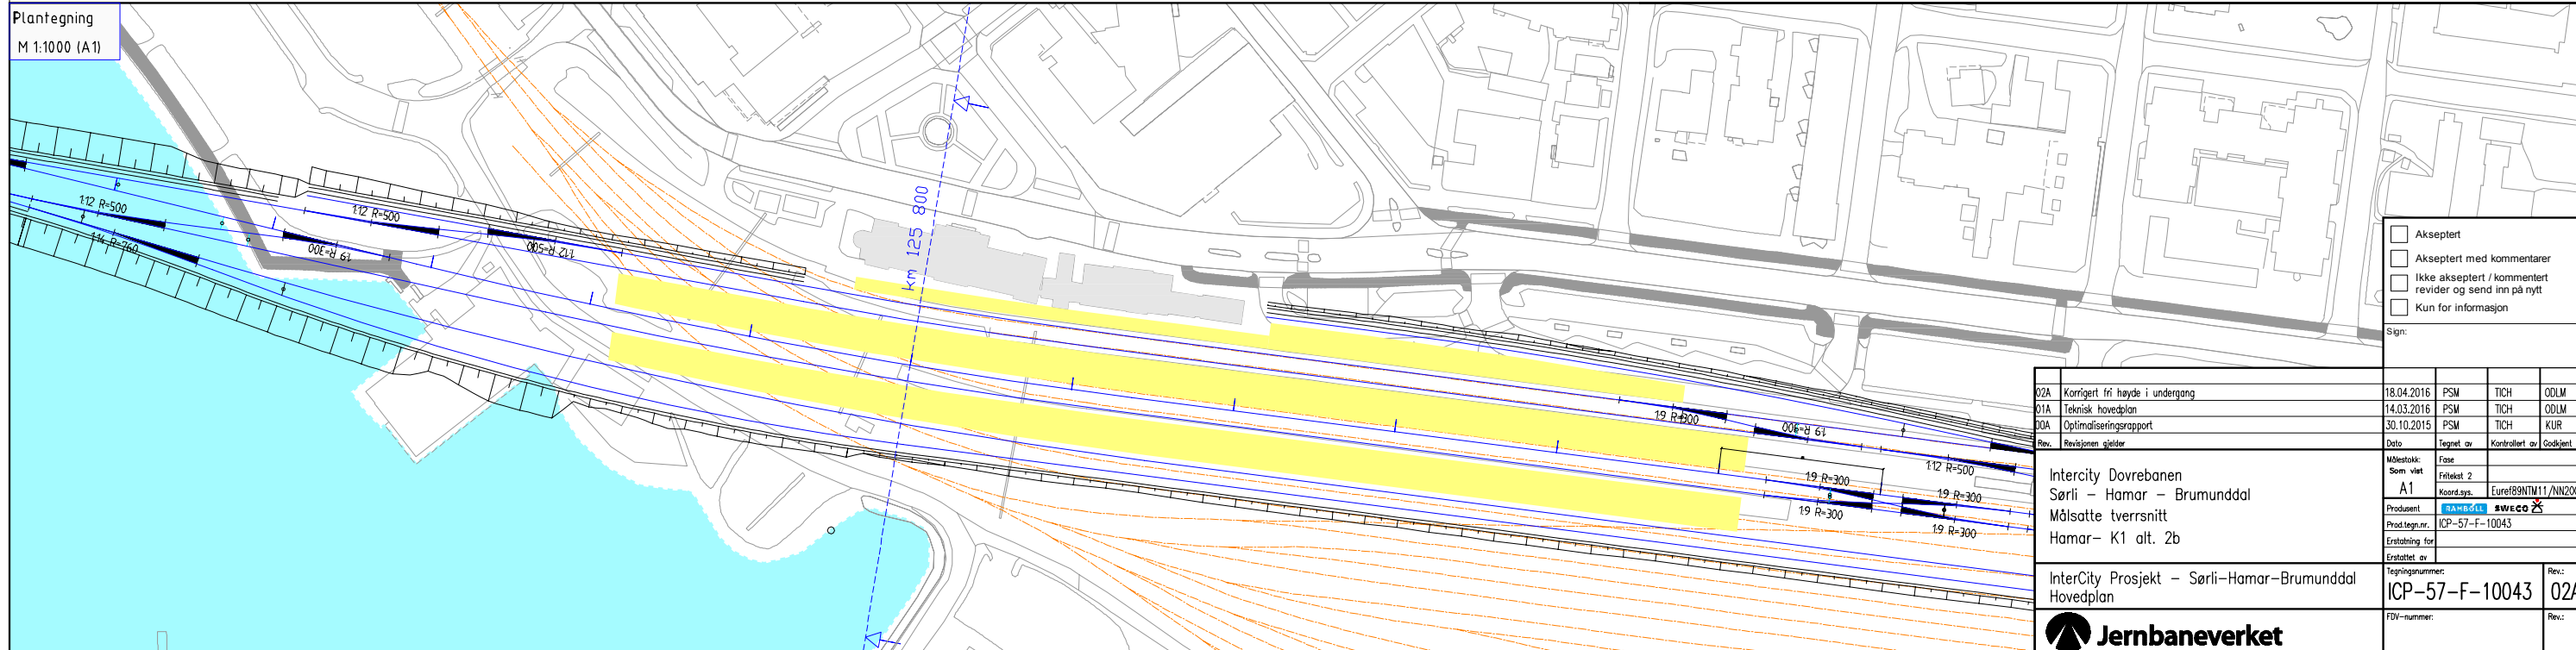 Plantegning
M 1:1000 (A1)
1:12 R=500
1:14 R=760
1:9 R=300
1:12 R=500
1:12 R=500
km 125 800
1:9 R=300
1:9 R=300
1:12 R=500
1:9 R=300
1:9 R=300
1:9 R=300
1:9 R=300
Akseptert
Akseptert med kommentarer
Ikke akseptert / kommentert
revider og send inn på nytt
Kun for informasjon
Sign:
02A Korrigert fri høyde i undergang 18.04.2016 PSM TICH ODLM
01A Teknisk hovedplan 14.03.2016 PSM TICH ODLM
00A Optimaliseringsrapport 30.10.2015 PSM TICH KUR
Rev. Revisjonen gjelder Dato Tegnet av Kontrollert av Godkjent
Intercity Dovrebanen
Sørli - Hamar - Brumunddal
Målsatte tverrsnitt
Hamar- K1 alt. 2b
Målestokk:
Som vist
A1
Fase
Fritekst 2
Koord.sys. Euref89NTM11/NN200
Produsent RAMBOLL SWECO
Prod.tegn.nr. ICP-57-F-10043
Erstatning for
Erstattet av
InterCity Prosjekt - Sørli-Hamar-Brumunddal
Hovedplan
Tegningsnummer: Rev.:
ICP-57-F-10043 02A
FDV-nummer: Rev.:
Jernbaneverket